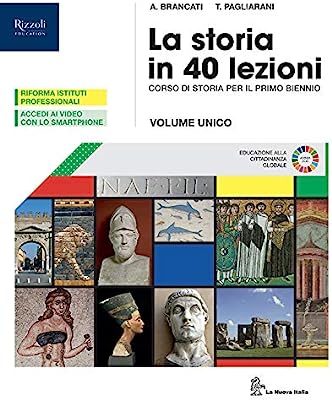 A. BRANCATI T. PAGLIARANI
Rizzoli
EDUCATION
La storia
in 40 lezioni
CORSO DI STORIA PER IL PRIMO BIENNIO
RIFORMA ISTITUTI
PROFESSIONALI
ACCEDI AI VIDEO
CON LO SMARTPHONE
VOLUME UNICO
EDUCAZIONE ALLA
CITTADINANZA
GLOBALE
La Nuova Italia